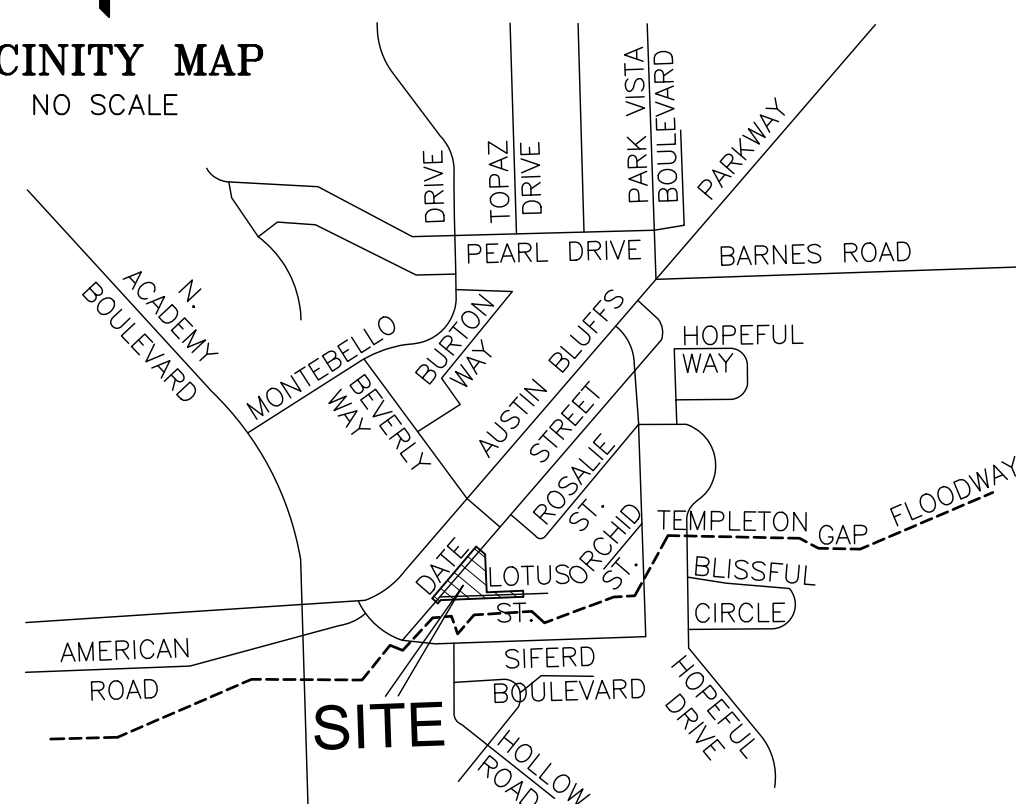 CINITY MAP
NO SCALE
DRIVE
TOPAZ
DRIVE
PARK VISTA
BOULEVARD
PARKWAY
PEARL DRIVE
BARNES ROAD
N.
ACADEMY
BOULEVARD
MONTEBELLO
BURTON
WAY
BEVERLY
WAY
AUSTIN BLUFFS
HOPEFUL
WAY
STREET
ROSALIE
ST.
ORCHID
ST.
TEMPLETON GAP FLOODWAY
DATE
LOTUS
ST.
BLISSFUL
CIRCLE
AMERICAN
ROAD
SIFERD
BOULEVARD
HOPEFUL
DRIVE
SITE
HOLLOW
ROAD